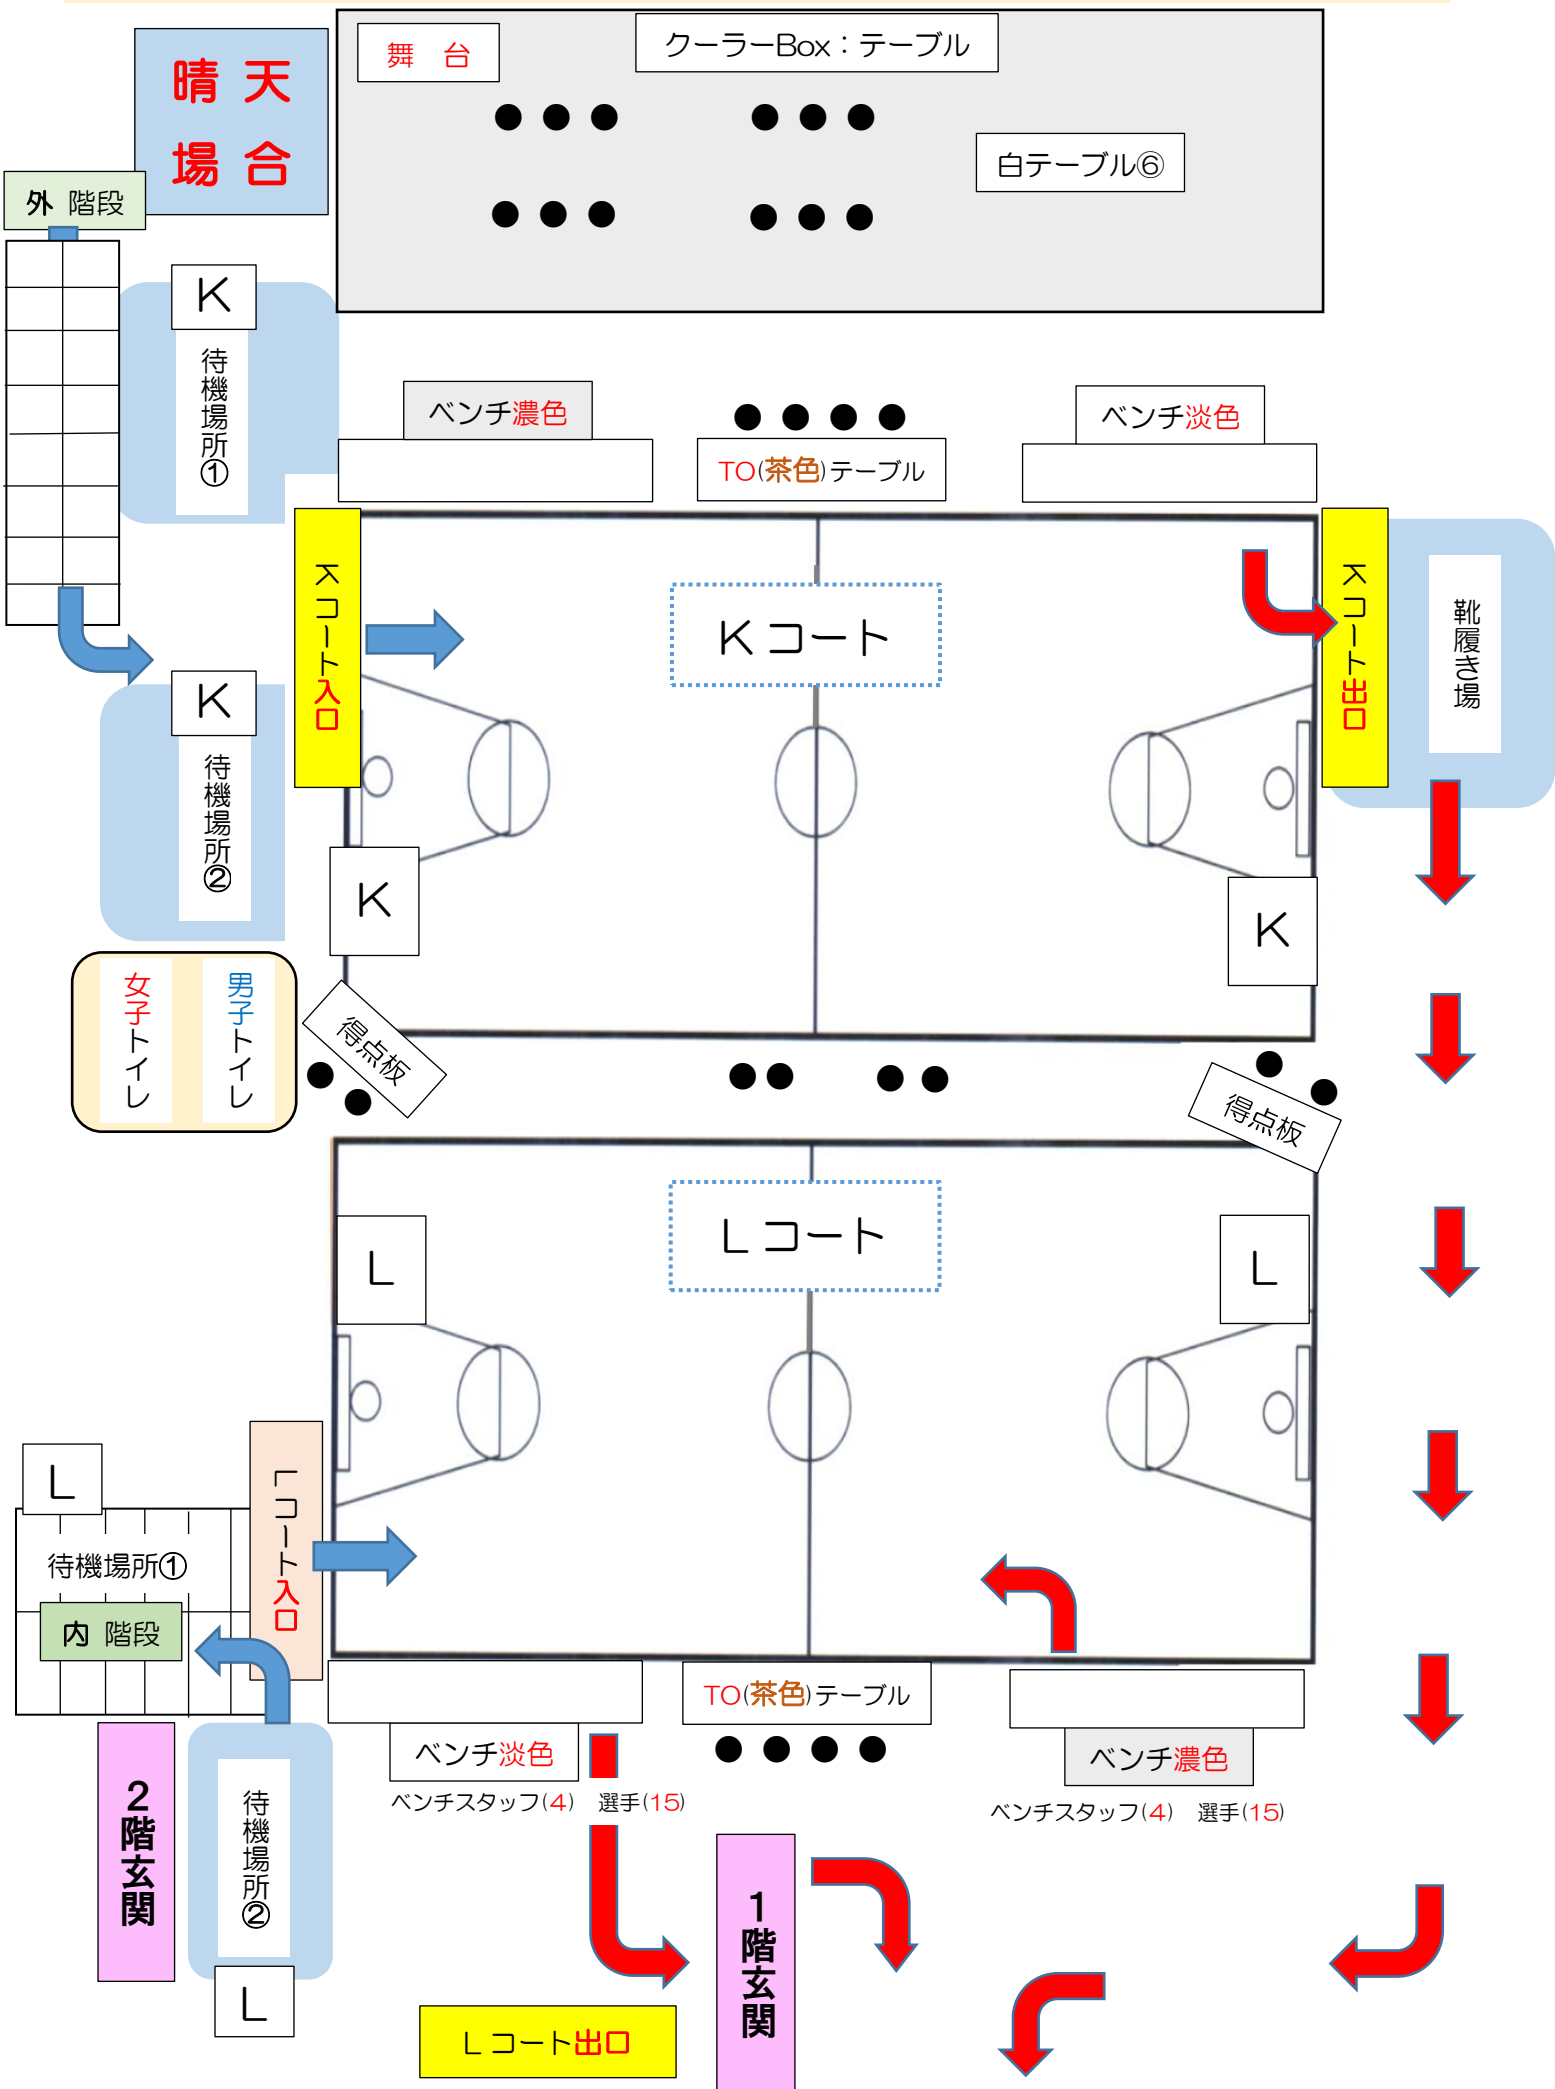 舞　台
クーラーBox：テーブル
晴 天
場 合
白テーブル⑥
外 階段
K
待機場所①
ベンチ濃色
TO(茶色)テーブル
ベンチ淡色
Kコート入口
Kコート
Kコート出口
靴履き場
K
待機場所②
K
K
女子トイレ
男子トイレ
得点板
得点板
Lコート
L
L
L
待機場所①
内 階段
Lコート入口
TO(茶色)テーブル
ベンチ淡色
ベンチ濃色
ベンチスタッフ(4)　選手(15)
ベンチスタッフ(4)　選手(15)
2階玄関
待機場所②
L
1階玄関
Lコート出口